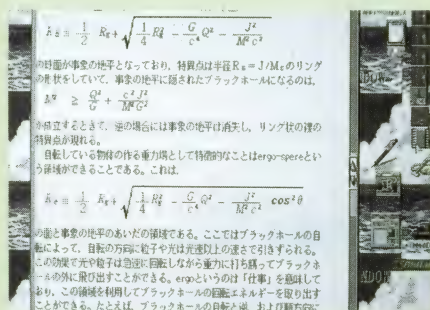 R_E = 1/2 R_g + √(1/4 R_g² − G/c⁴ Q² − J²/M²c²)
の球面が事象の地平となっており，特異点は半径R_s＝J/Mcのリング
の形状をしていて，事象の地平に隠されたブラックホールになるのは，
M² ≥ Q²/G + c²J²/M²G²
が成立するときで，逆の場合には事象の地平は消失し，リング状の裸の
特異点が現れる。
自転している物体の作る重力場として特徴的なことはergo-spereとい
う領域ができることである。これは，
R_e = 1/2 R_g + √(1/4 R_g² − G/c⁴ Q² − J²/M²c² cos²θ)
の面と事象の地平のあいだの領域である。ここではブラックホールの自
転によって，自転の方向に粒子や光は光速以上の速さで引きずられる。
この効果で光や粒子は急速に回転しながら重力に打ち勝ってブラックホ
ールの外に飛び出すことができる。ergoというのは「仕事」を意味して
おり，この領域を利用してブラックホールの回転エネルギーを取り出す
ことができる。たとえば，ブラックホールの自転と逆，および順方向に